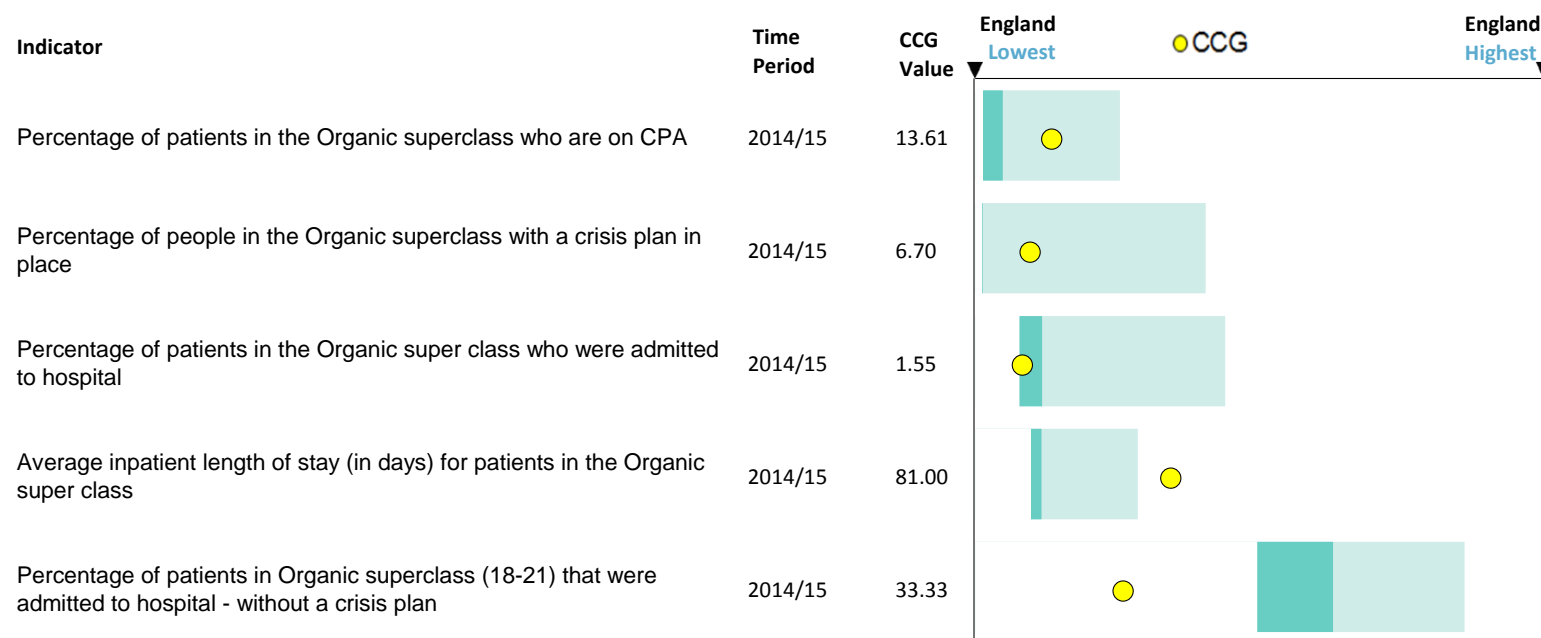 Indicator
Time
Period
CCG
Value
England
Lowest
CCG
England
Highest
Percentage of patients in the Organic superclass who are on CPA 2014/15 13.61
Percentage of people in the Organic superclass with a crisis plan in
place
2014/15 6.70
Percentage of patients in the Organic super class who were admitted
to hospital
2014/15 1.55
Average inpatient length of stay (in days) for patients in the Organic
super class
2014/15 81.00
Percentage of patients in Organic superclass (18-21) that were
admitted to hospital - without a crisis plan
2014/15 33.33